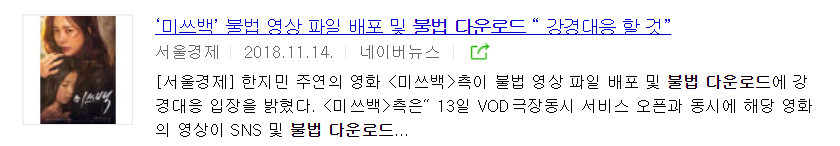 ‘미쓰백’ 불법 영상 파일 배포 및 불법 다운로드 “ 강경대응 할 것”
서울경제 | 2018.11.14. | 네이버뉴스 |
[서울경제] 한지민 주연의 영화 <미쓰백>측이 불법 영상 파일 배포 및 불법 다운로드에 강
경대응 입장을 밝혔다. <미쓰백>측은“ 13일 VOD극장동시 서비스 오픈과 동시에 해당 영화
의 영상이 SNS 및 불법 다운로드...
미쓰백